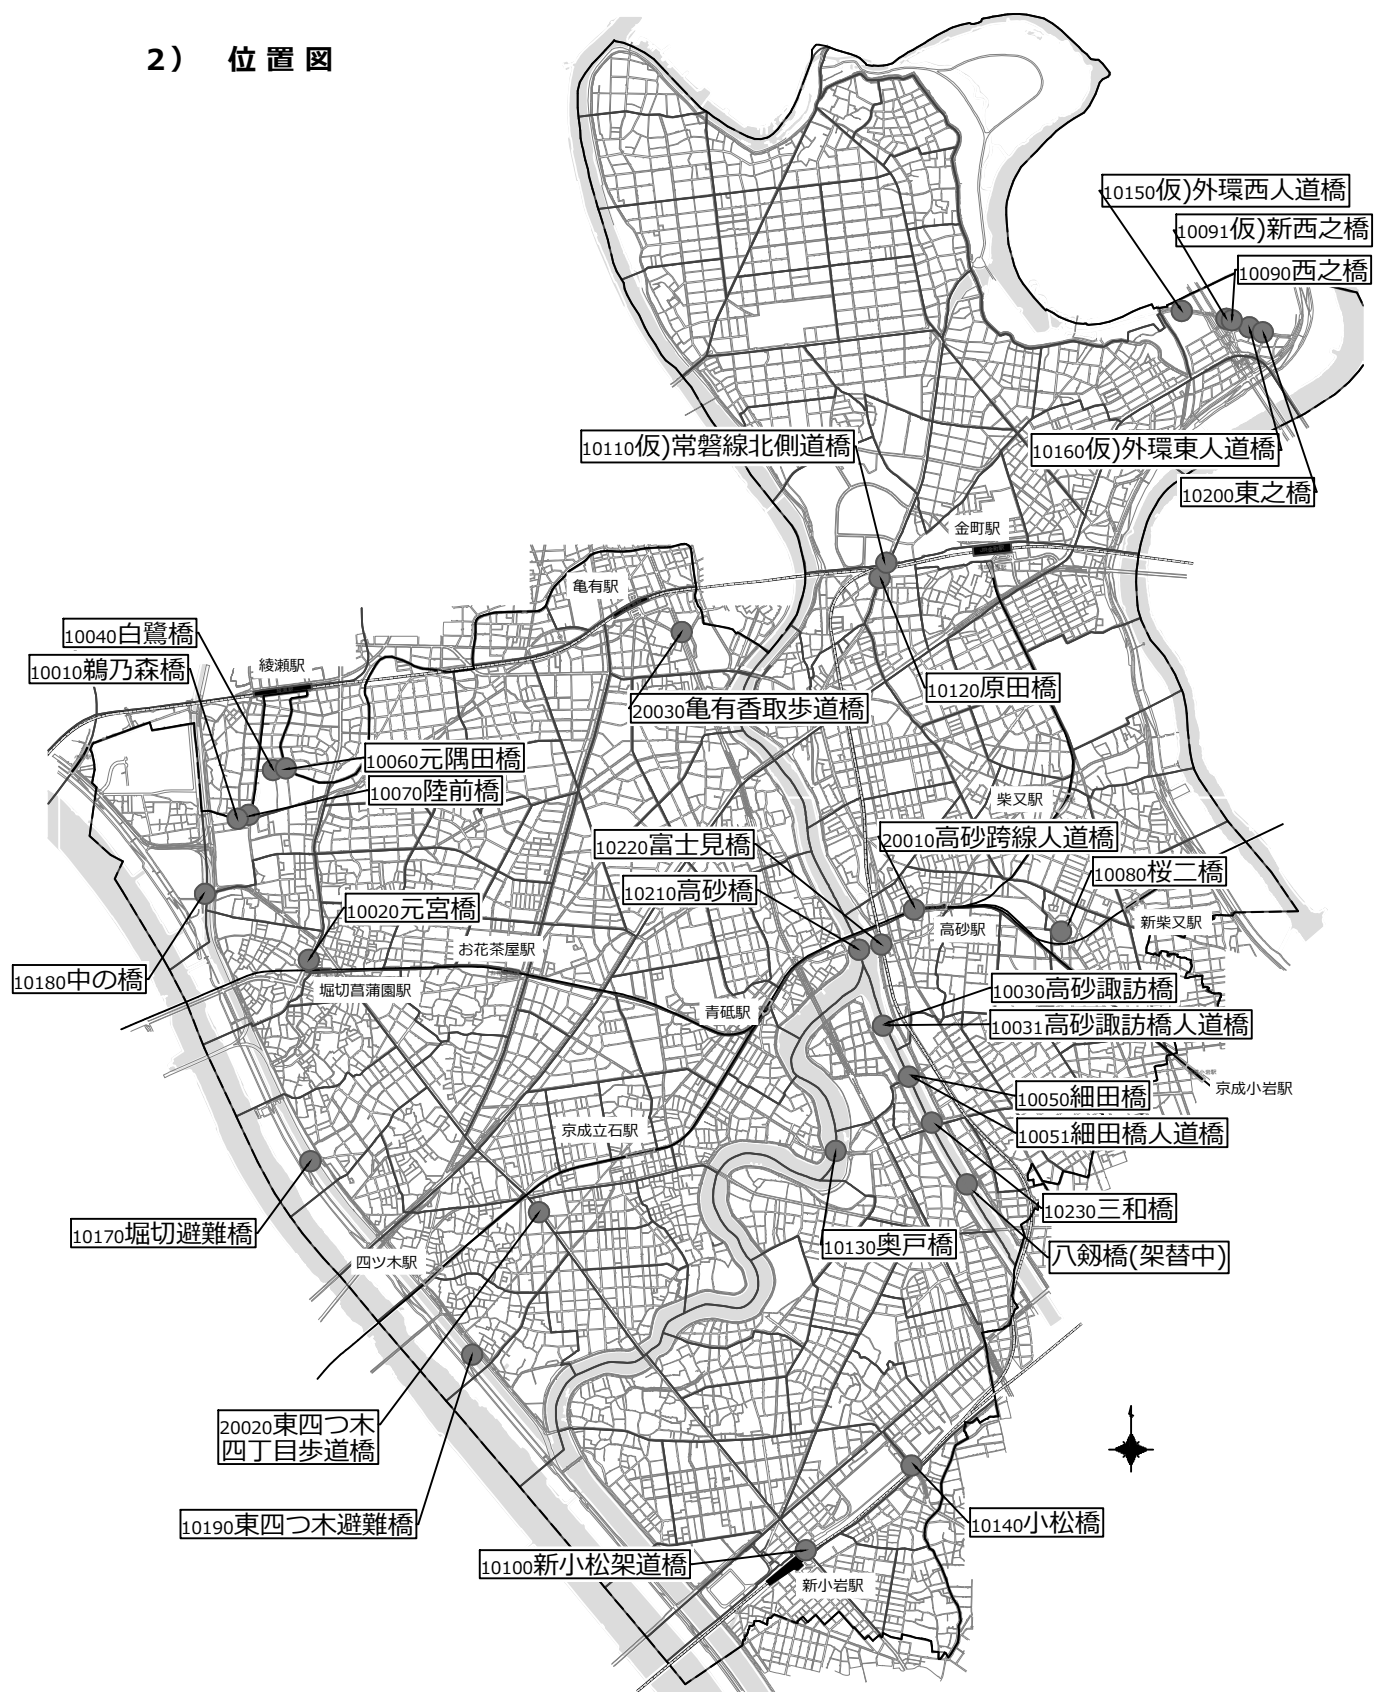 2） 位置図
10150仮)外環西人道橋
10091仮)新西之橋
10090西之橋
10110仮)常磐線北側道橋
10160仮)外環東人道橋
10200東之橋
金町駅
亀有駅
10040白鷺橋
10010鵜乃森橋
綾瀬駅
10120原田橋
20030亀有香取歩道橋
10060元隅田橋
10070陸前橋
柴又駅
10220富士見橋
20010高砂跨線人道橋
10080桜二橋
10210高砂橋
10020元宮橋
高砂駅
新柴又駅
お花茶屋駅
10180中の橋
堀切菖蒲園駅
10030高砂諏訪橋
青砥駅
10031高砂諏訪橋人道橋
京成小岩駅
10050細田橋
京成立石駅
10051細田橋人道橋
10230三和橋
10170堀切避難橋
10130奥戸橋
八剱橋(架替中)
四ツ木駅
20020東四つ木
四丁目歩道橋
10190東四つ木避難橋
10140小松橋
10100新小松架道橋
新小岩駅